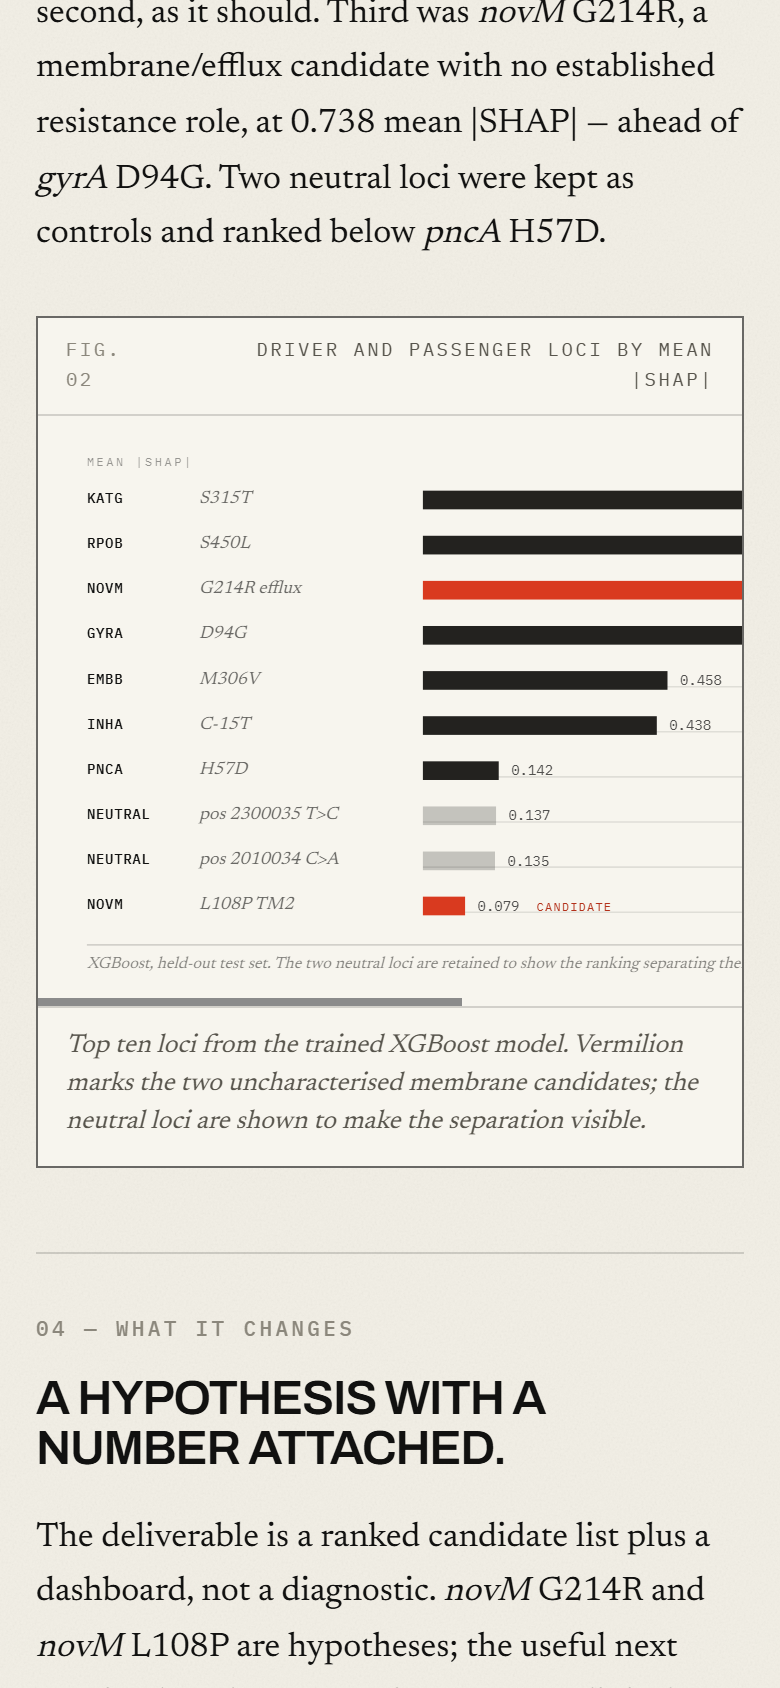 second, as it should. Third was novM G214R, a
membrane/efflux candidate with no established
resistance role, at 0.738 mean |SHAP| — ahead of
gyrA D94G. Two neutral loci were kept as
controls and ranked below pncA H57D.
FIG. 02
DRIVER AND PASSENGER LOCI BY MEAN
|SHAP|
MEAN |SHAP|
KATG S315T
RPOB S450L
NOVM G214R efflux
GYRA D94G
EMBB M306V 0.458
INHA C-15T 0.438
PNCA H57D 0.142
NEUTRAL pos 2300035 T>C 0.137
NEUTRAL pos 2010034 C>A 0.135
NOVM L108P TM2 0.079 CANDIDATE
XGBoost, held-out test set. The two neutral loci are retained to show the ranking separating the
Top ten loci from the trained XGBoost model. Vermilion
marks the two uncharacterised membrane candidates; the
neutral loci are shown to make the separation visible.
04 — WHAT IT CHANGES
A HYPOTHESIS WITH A
NUMBER ATTACHED.
The deliverable is a ranked candidate list plus a
dashboard, not a diagnostic. novM G214R and
novM L108P are hypotheses; the useful next